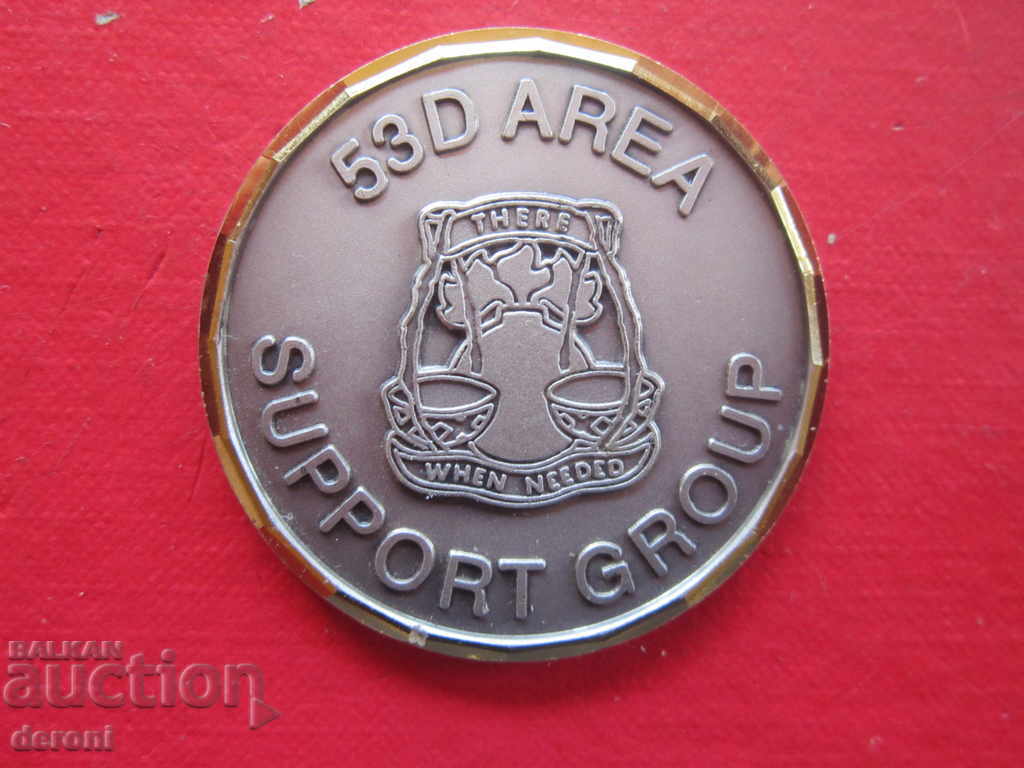 53D AREA
THERE
WHEN NEEDED
SUPPORT GROUP
BALKAN
auction
deroni